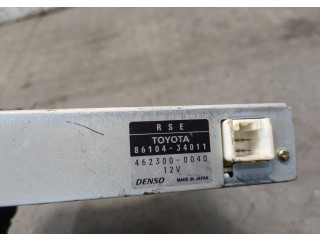 RSE
TOYOTA
86104-34011
462300-0040
12V
DENSO MADE IN JAPAN